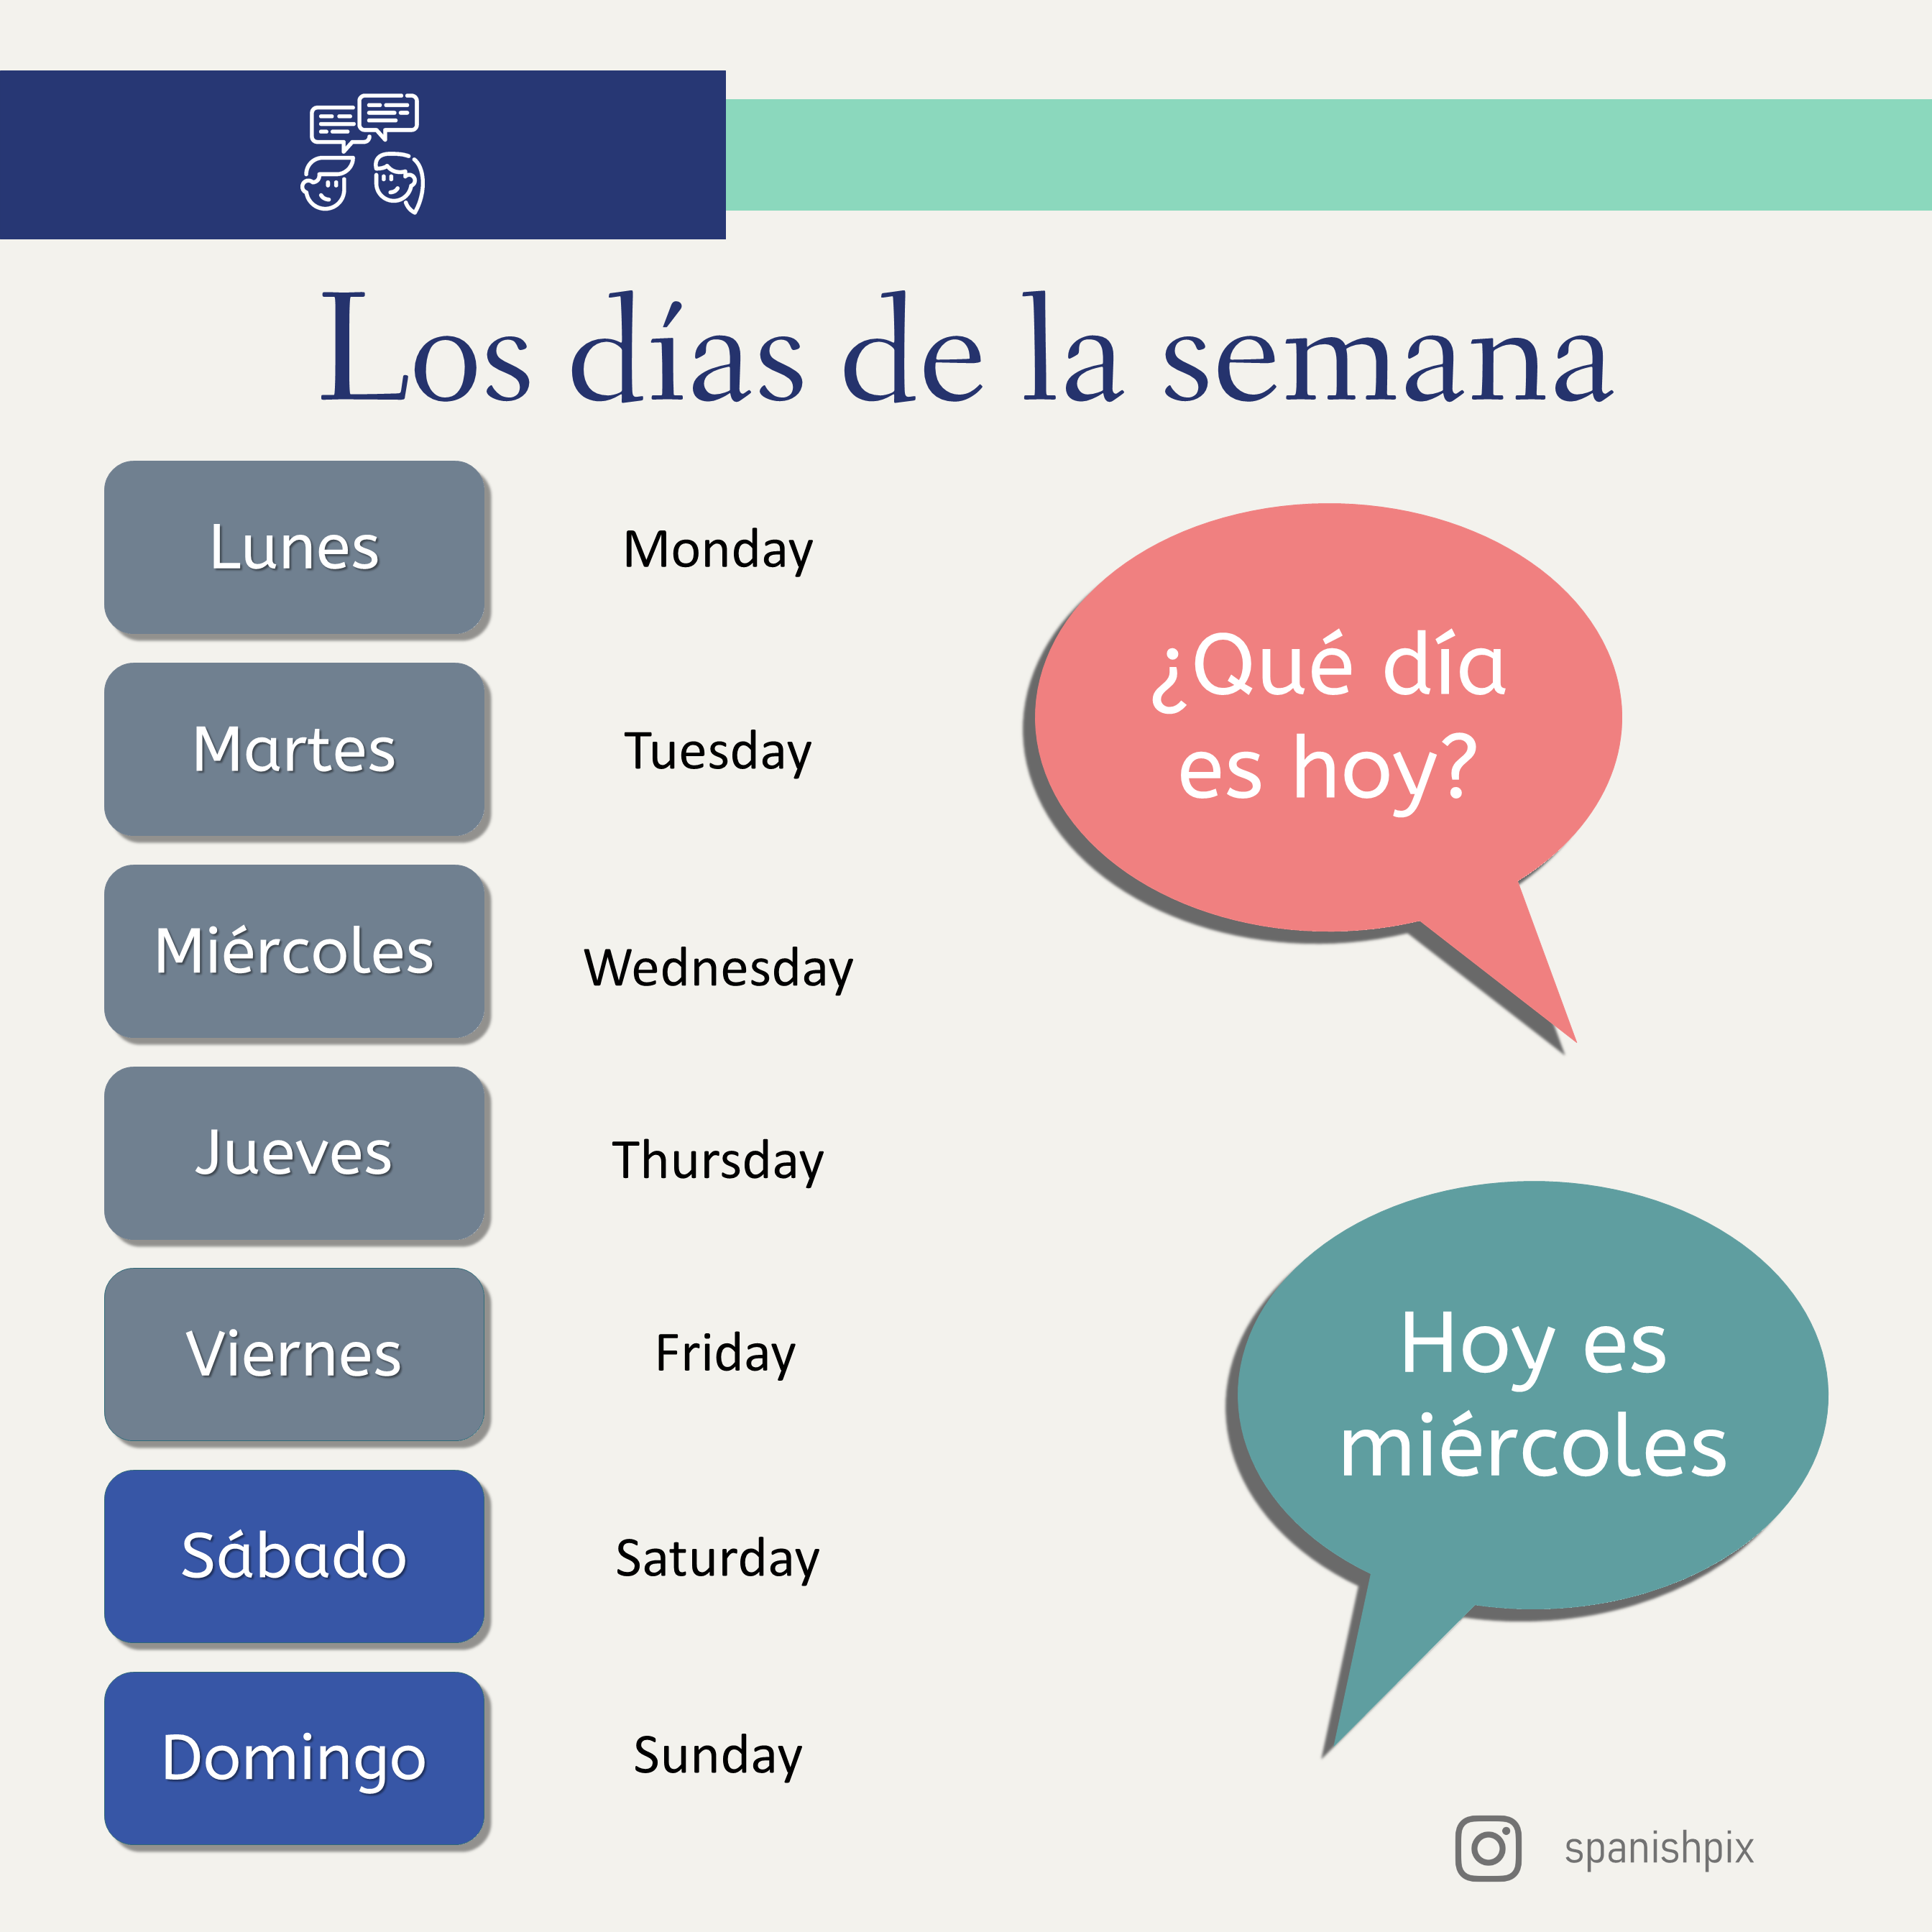 Los días de la semana
Lunes
Monday
Martes
Tuesday
Miércoles
Wednesday
Jueves
Thursday
Viernes
Friday
Sábado
Saturday
Domingo
Sunday
¿Qué día
es hoy?
Hoy es
miércoles
spanishpix